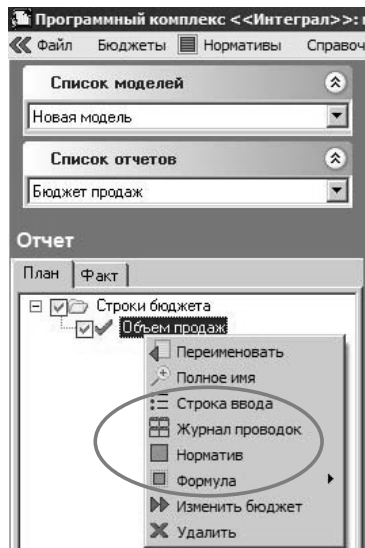 Программный комплекс <<Интеграл>>:
Файл Бюджеты Нормативы Справоч
Список моделей
Новая модель
Список отчетов
Бюджет продаж
Отчет
План Факт
Строки бюджета
Объем продаж
Переименовать
Полное имя
Строка ввода
Журнал проводок
Норматив
Формула
Изменить бюджет
Удалить